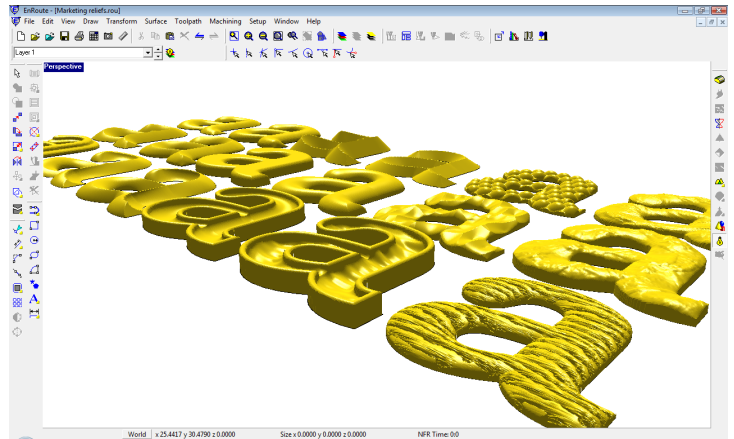 EnRoute - [Marketing reliefs.rou]
File Edit View Draw Transform Surface Toolpath Machining Setup Window Help
Layer 1
Perspective
a a a a a a a a a a a a a a a a a a
World x 25.4417 y 30.4790 z 0.0000 Size x 0.0000 y 0.0000 z 0.0000 NFR Time: 0:0